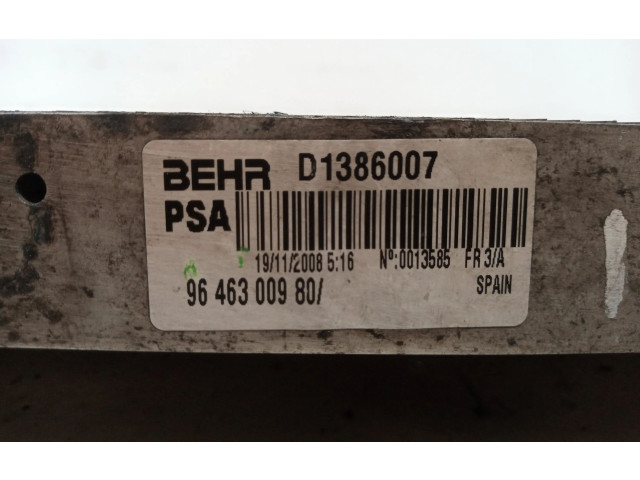 BEHR D1386007
PSA
19/11/2008 5:16 Nº:0013585 FR 3/A
96 463 009 80/ SPAIN